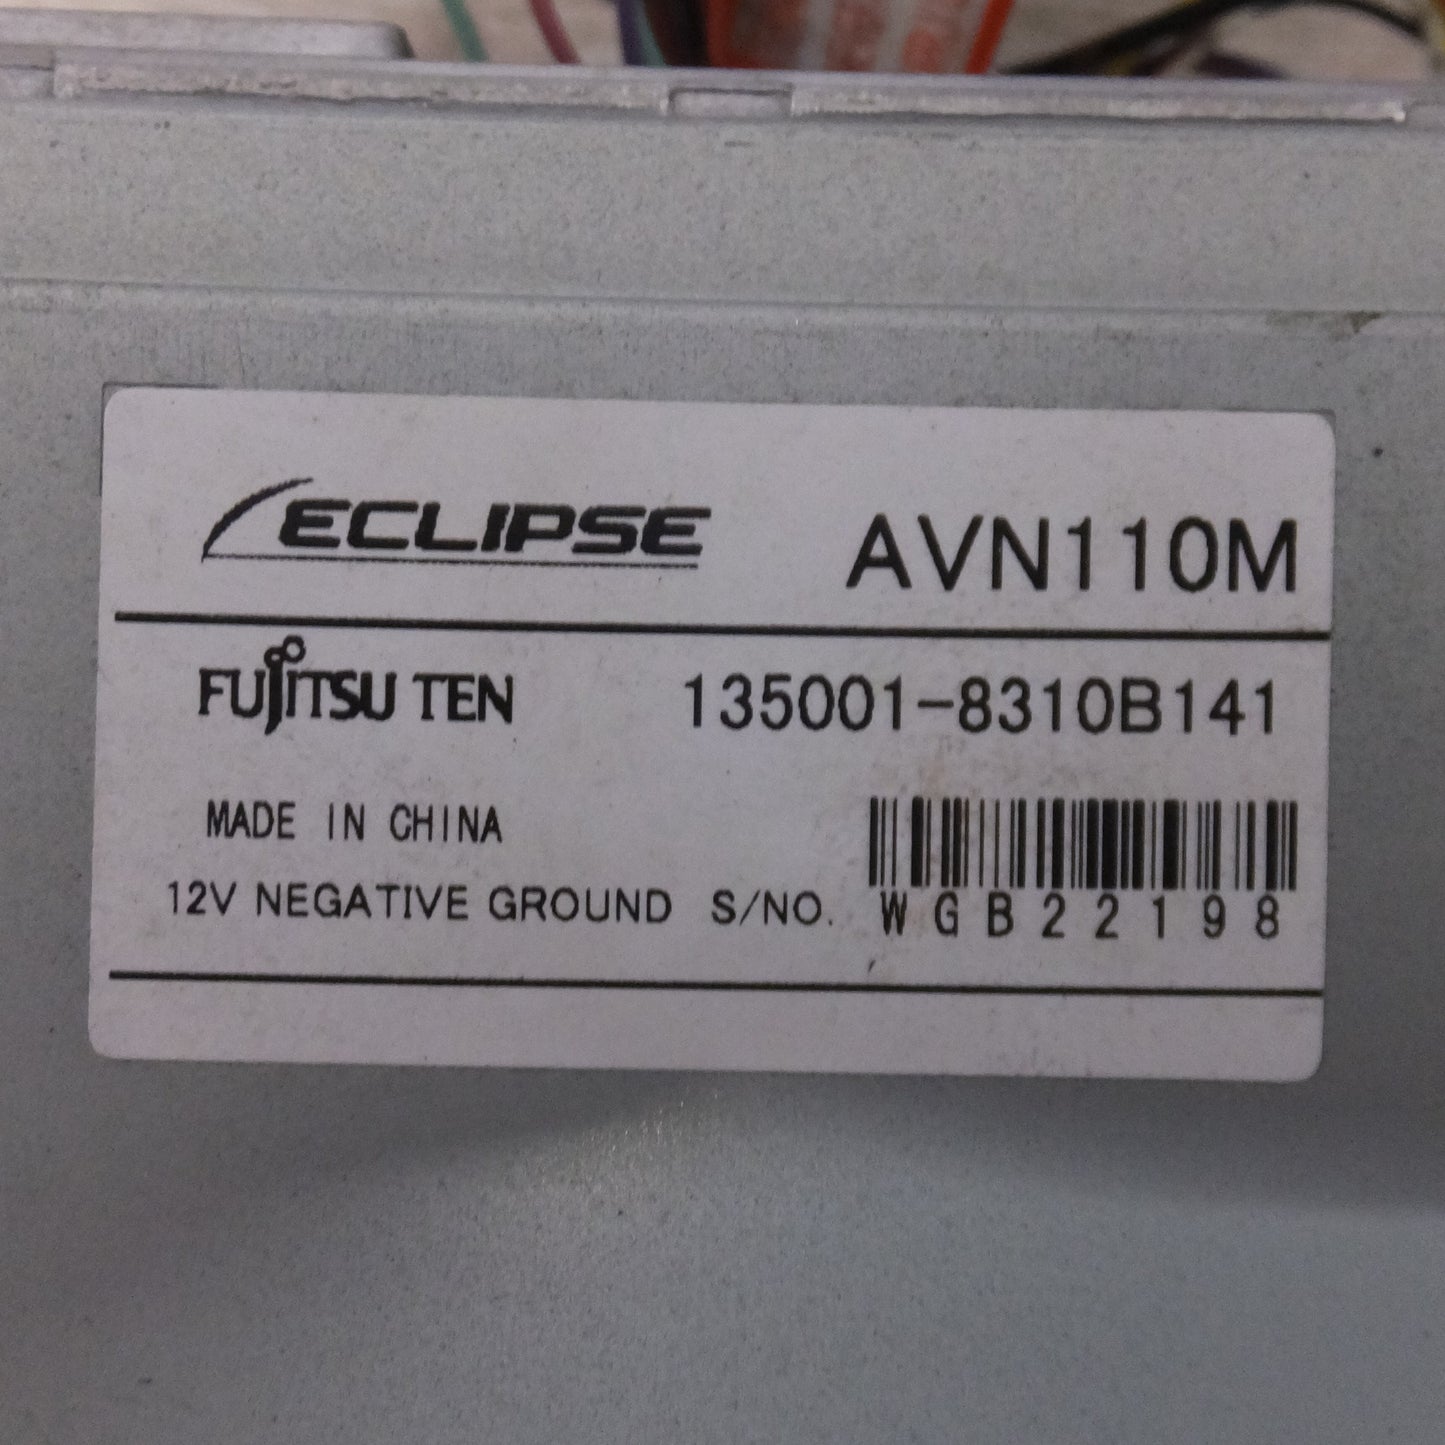 ECLIPSE AVN110M
FUJITSU TEN 135001-8310B141
MADE IN CHINA
12V NEGATIVE GROUND S/NO. WGB22198